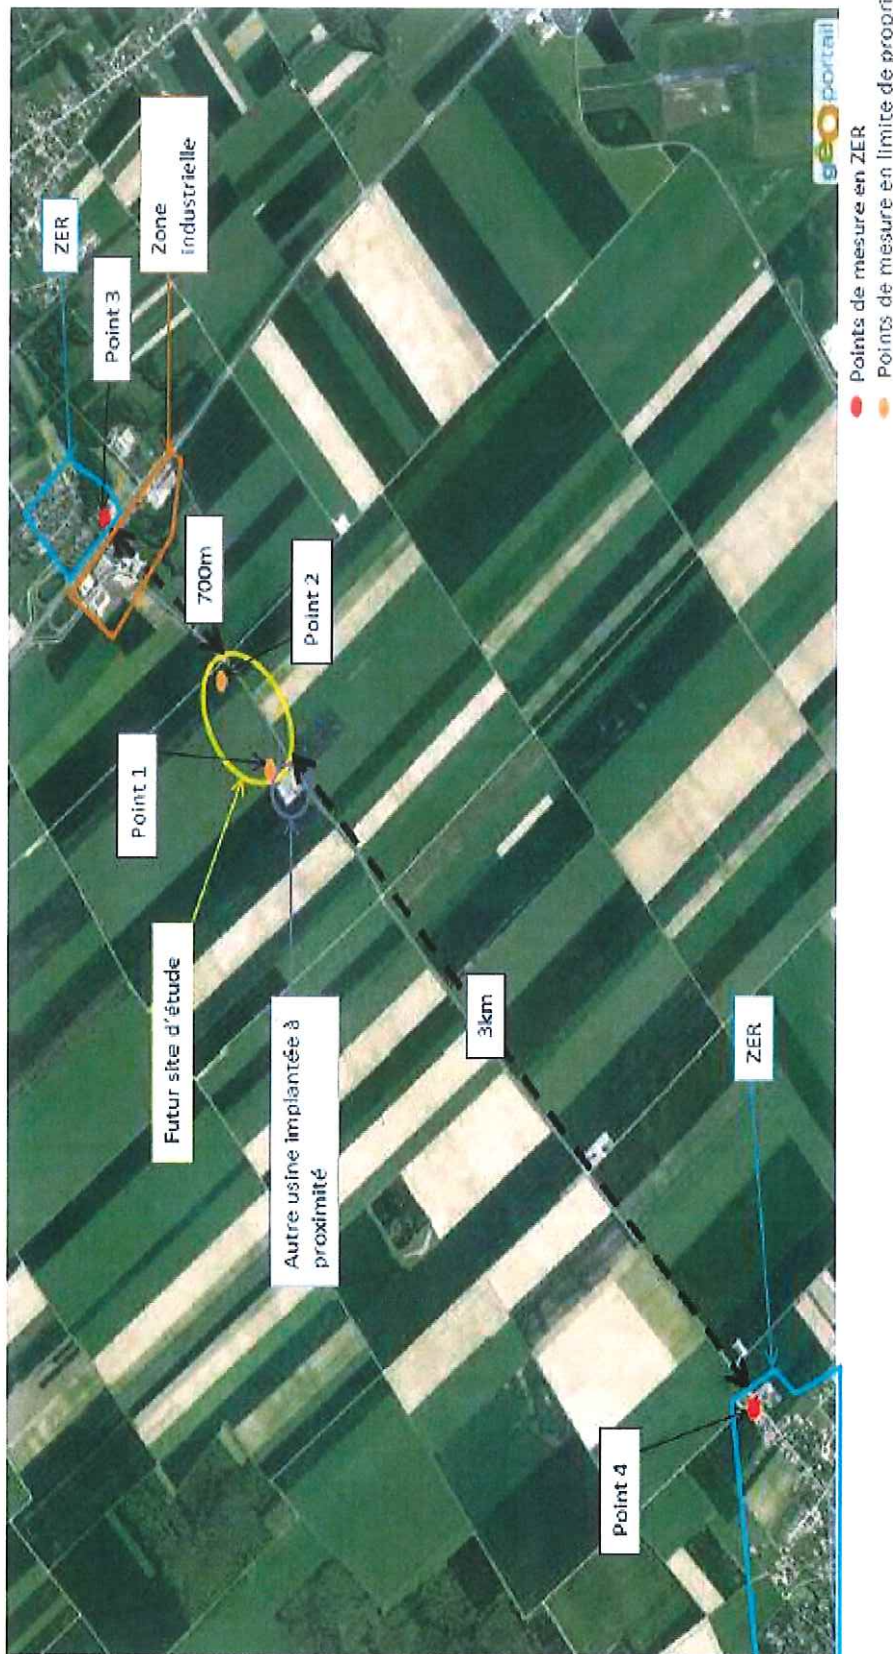 ZER
Point 3
Point 1
Zone
industrielle
Futur site d'étude
700m
Autre usine implantée à
proximité
Point 2
3km
Point 4
ZER
géoportail
Points de mesure en ZER
Points de mesure en limite de propri